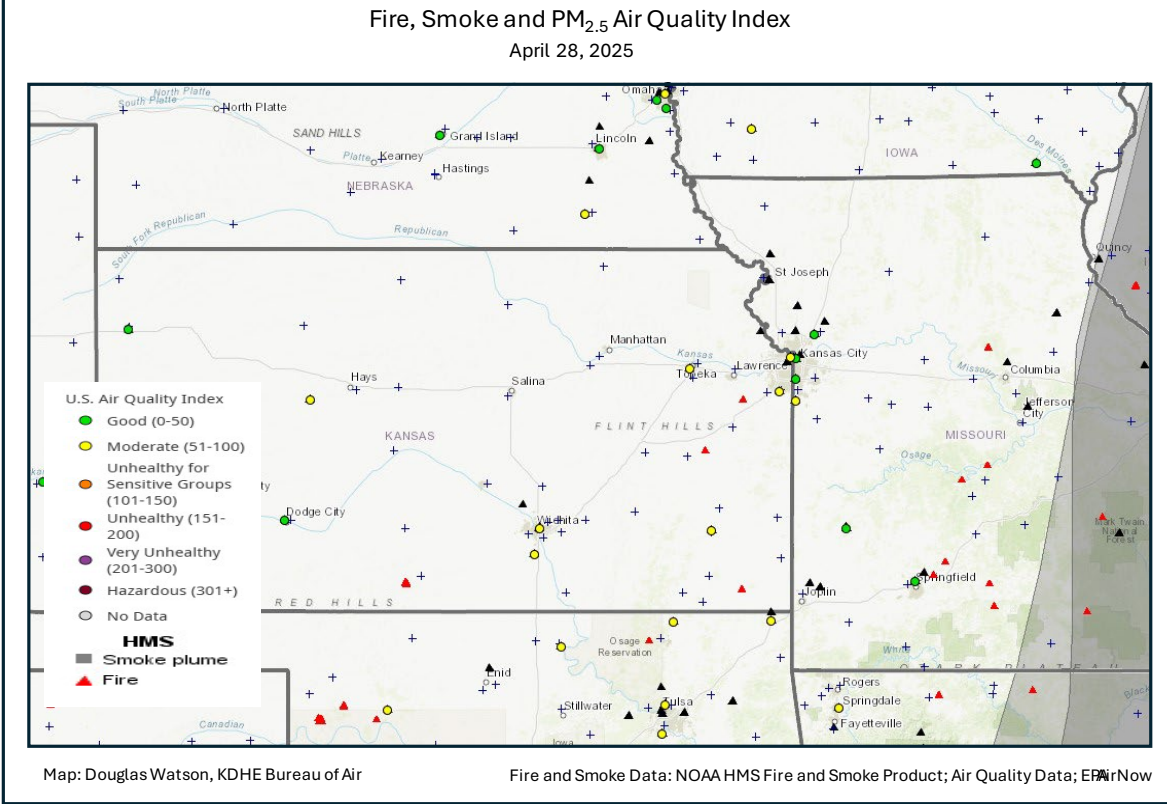 Fire, Smoke and PM2.5 Air Quality Index
April 28, 2025
North Platte
South Platte
North Platte
Omaha
SAND HILLS
Grand Island
Lincoln
IOWA
Des Moines
Platte
Kearney
Hastings
NEBRASKA
South Fork Republican
Republican
Quincy
St Joseph
Manhattan
Kansas
Kansas City
Topeka
Lawrence
Missouri
Columbia
Hays
Salina
Jefferson
City
U.S. Air Quality Index
Good (0-50)
Moderate (51-100)
Unhealthy for
Sensitive Groups
(101-150)
Unhealthy (151-
200)
Very Unhealthy
(201-300)
Hazardous (301+)
No Data
HMS
Smoke plume
Fire
KANSAS
FLINT HILLS
MISSOURI
Osage
Dodge City
Wichita
Mark Twain
National
Forest
Springfield
Joplin
RED HILLS
Osage
Reservation
White
OZARK PLATEAU
Enid
Rogers
Stillwater
Tulsa
Springdale
Black
Canadian
Fayetteville
Iowa
Map: Douglas Watson, KDHE Bureau of Air
Fire and Smoke Data: NOAA HMS Fire and Smoke Product; Air Quality Data; EPA AirNow